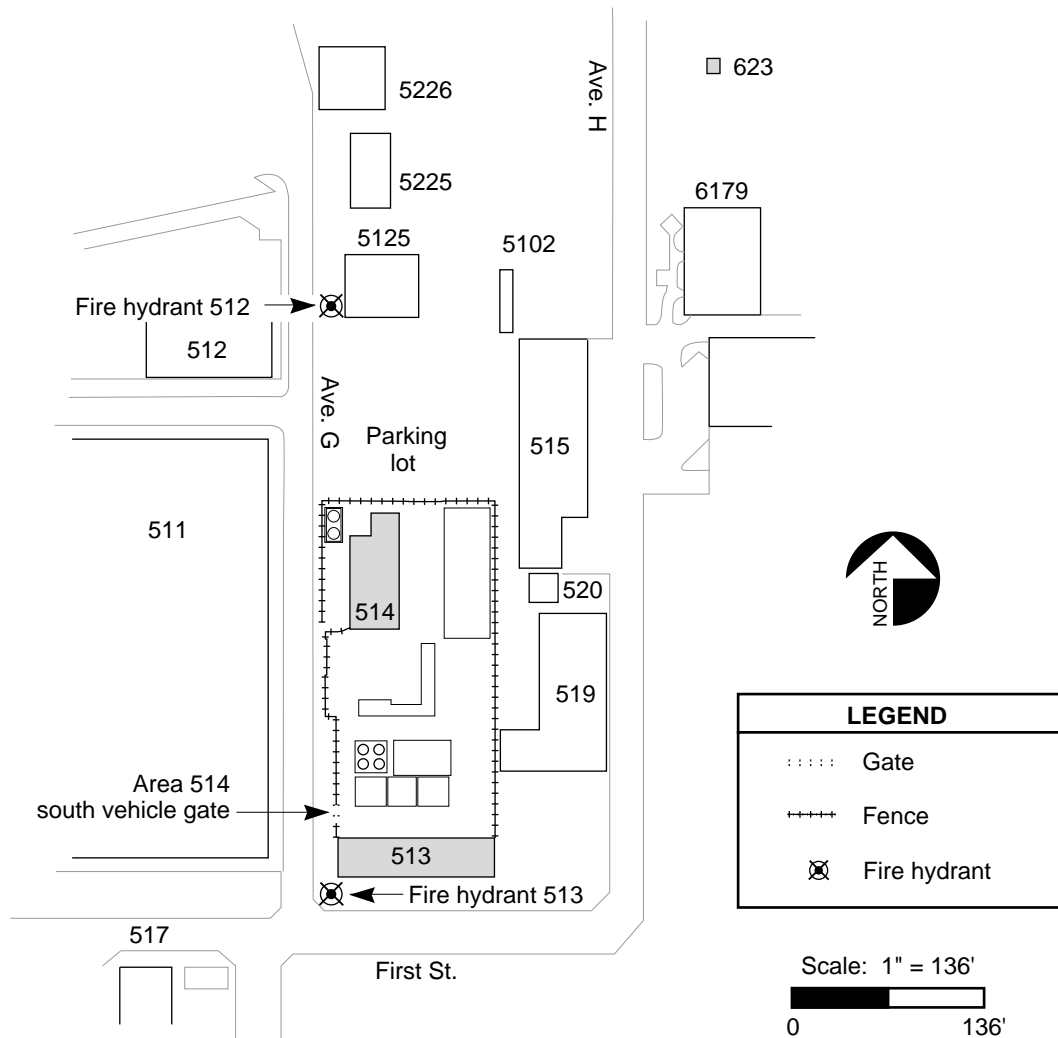 5226
Ave. H
623
5225
6179
5125
5102
Fire hydrant 512
512
Ave. G
Parking
lot
515
511
NORTH
514
520
519
LEGEND
Gate
Fence
Fire hydrant
Area 514
south vehicle gate
513
Fire hydrant 513
517
First St.
Scale: 1" = 136'
0
136'